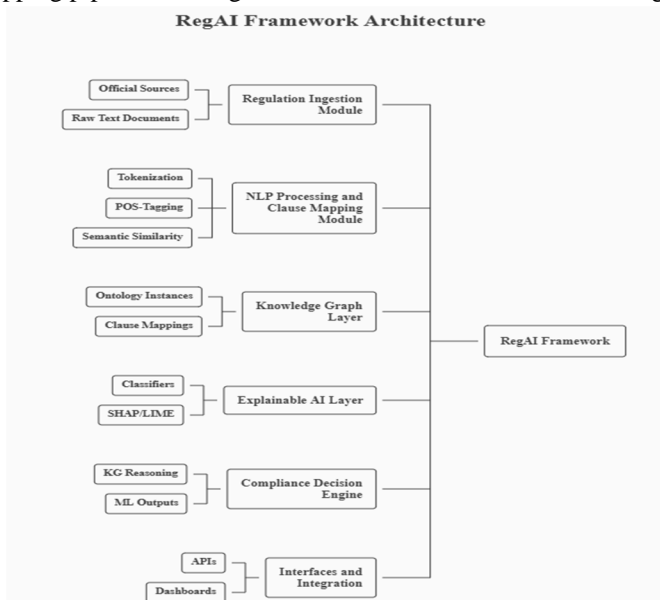 RegAI Framework Architecture
Official Sources
Raw Text Documents
Regulation Ingestion
Module
Tokenization
POS-Tagging
Semantic Similarity
NLP Processing and
Clause Mapping
Module
Ontology Instances
Clause Mappings
Knowledge Graph
Layer
RegAI Framework
Classifiers
SHAP/LIME
Explainable AI Layer
KG Reasoning
ML Outputs
Compliance Decision
Engine
APIs
Dashboards
Interfaces and
Integration